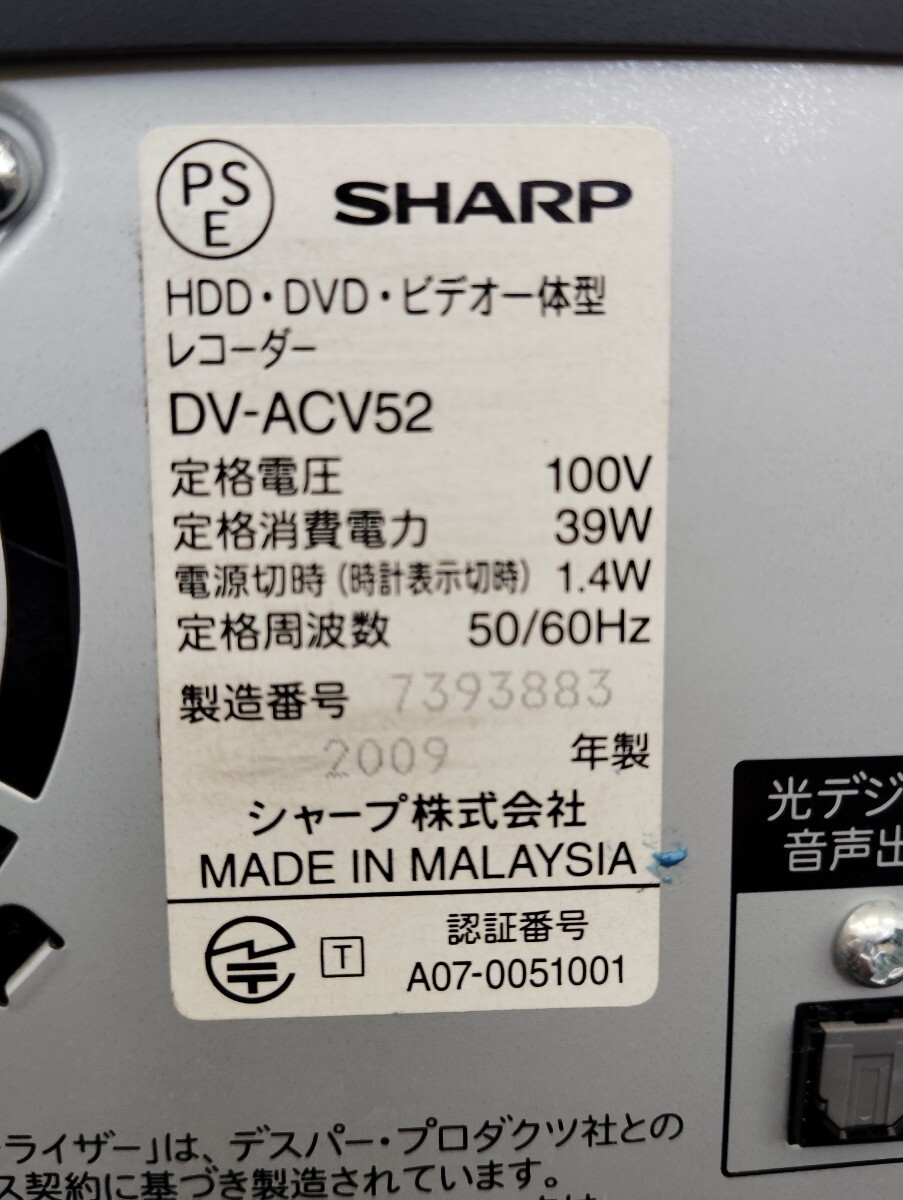 PS
E
SHARP
HDD・DVD・ビデオ一体型
レコーダー
DV-ACV52
定格電圧 100V
定格消費電力 39W
電源切時(時計表示切時) 1.4W
定格周波数 50/60Hz
製造番号 7393883
2009 年製
シャープ株式会社
MADE IN MALAYSIA
T
認証番号
A07-0051001
光デジ
音声出
ライザー」は、デスパー・プロダクツ社との
ス契約に基づき製造されています。